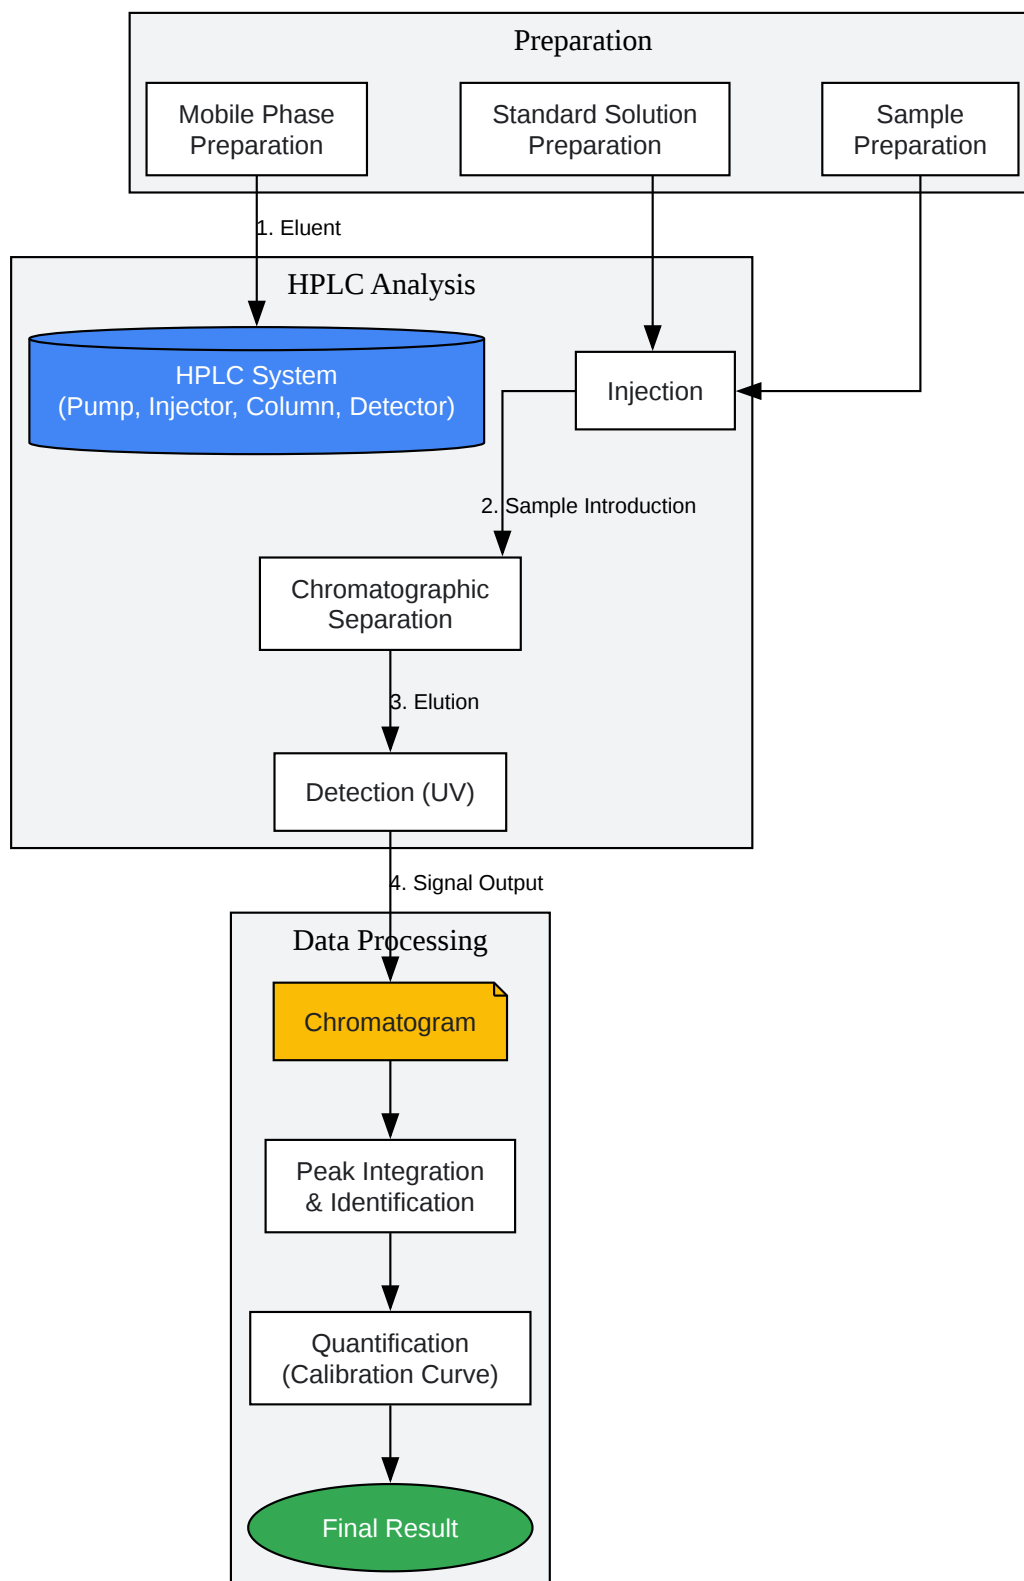 Preparation
Mobile Phase
Preparation
Standard Solution
Preparation
Sample
Preparation
1. Eluent
HPLC Analysis
HPLC System
(Pump, Injector, Column, Detector)
Injection
2. Sample Introduction
Chromatographic
Separation
3. Elution
Detection (UV)
4. Signal Output
Data Processing
Chromatogram
Peak Integration
& Identification
Quantification
(Calibration Curve)
Final Result